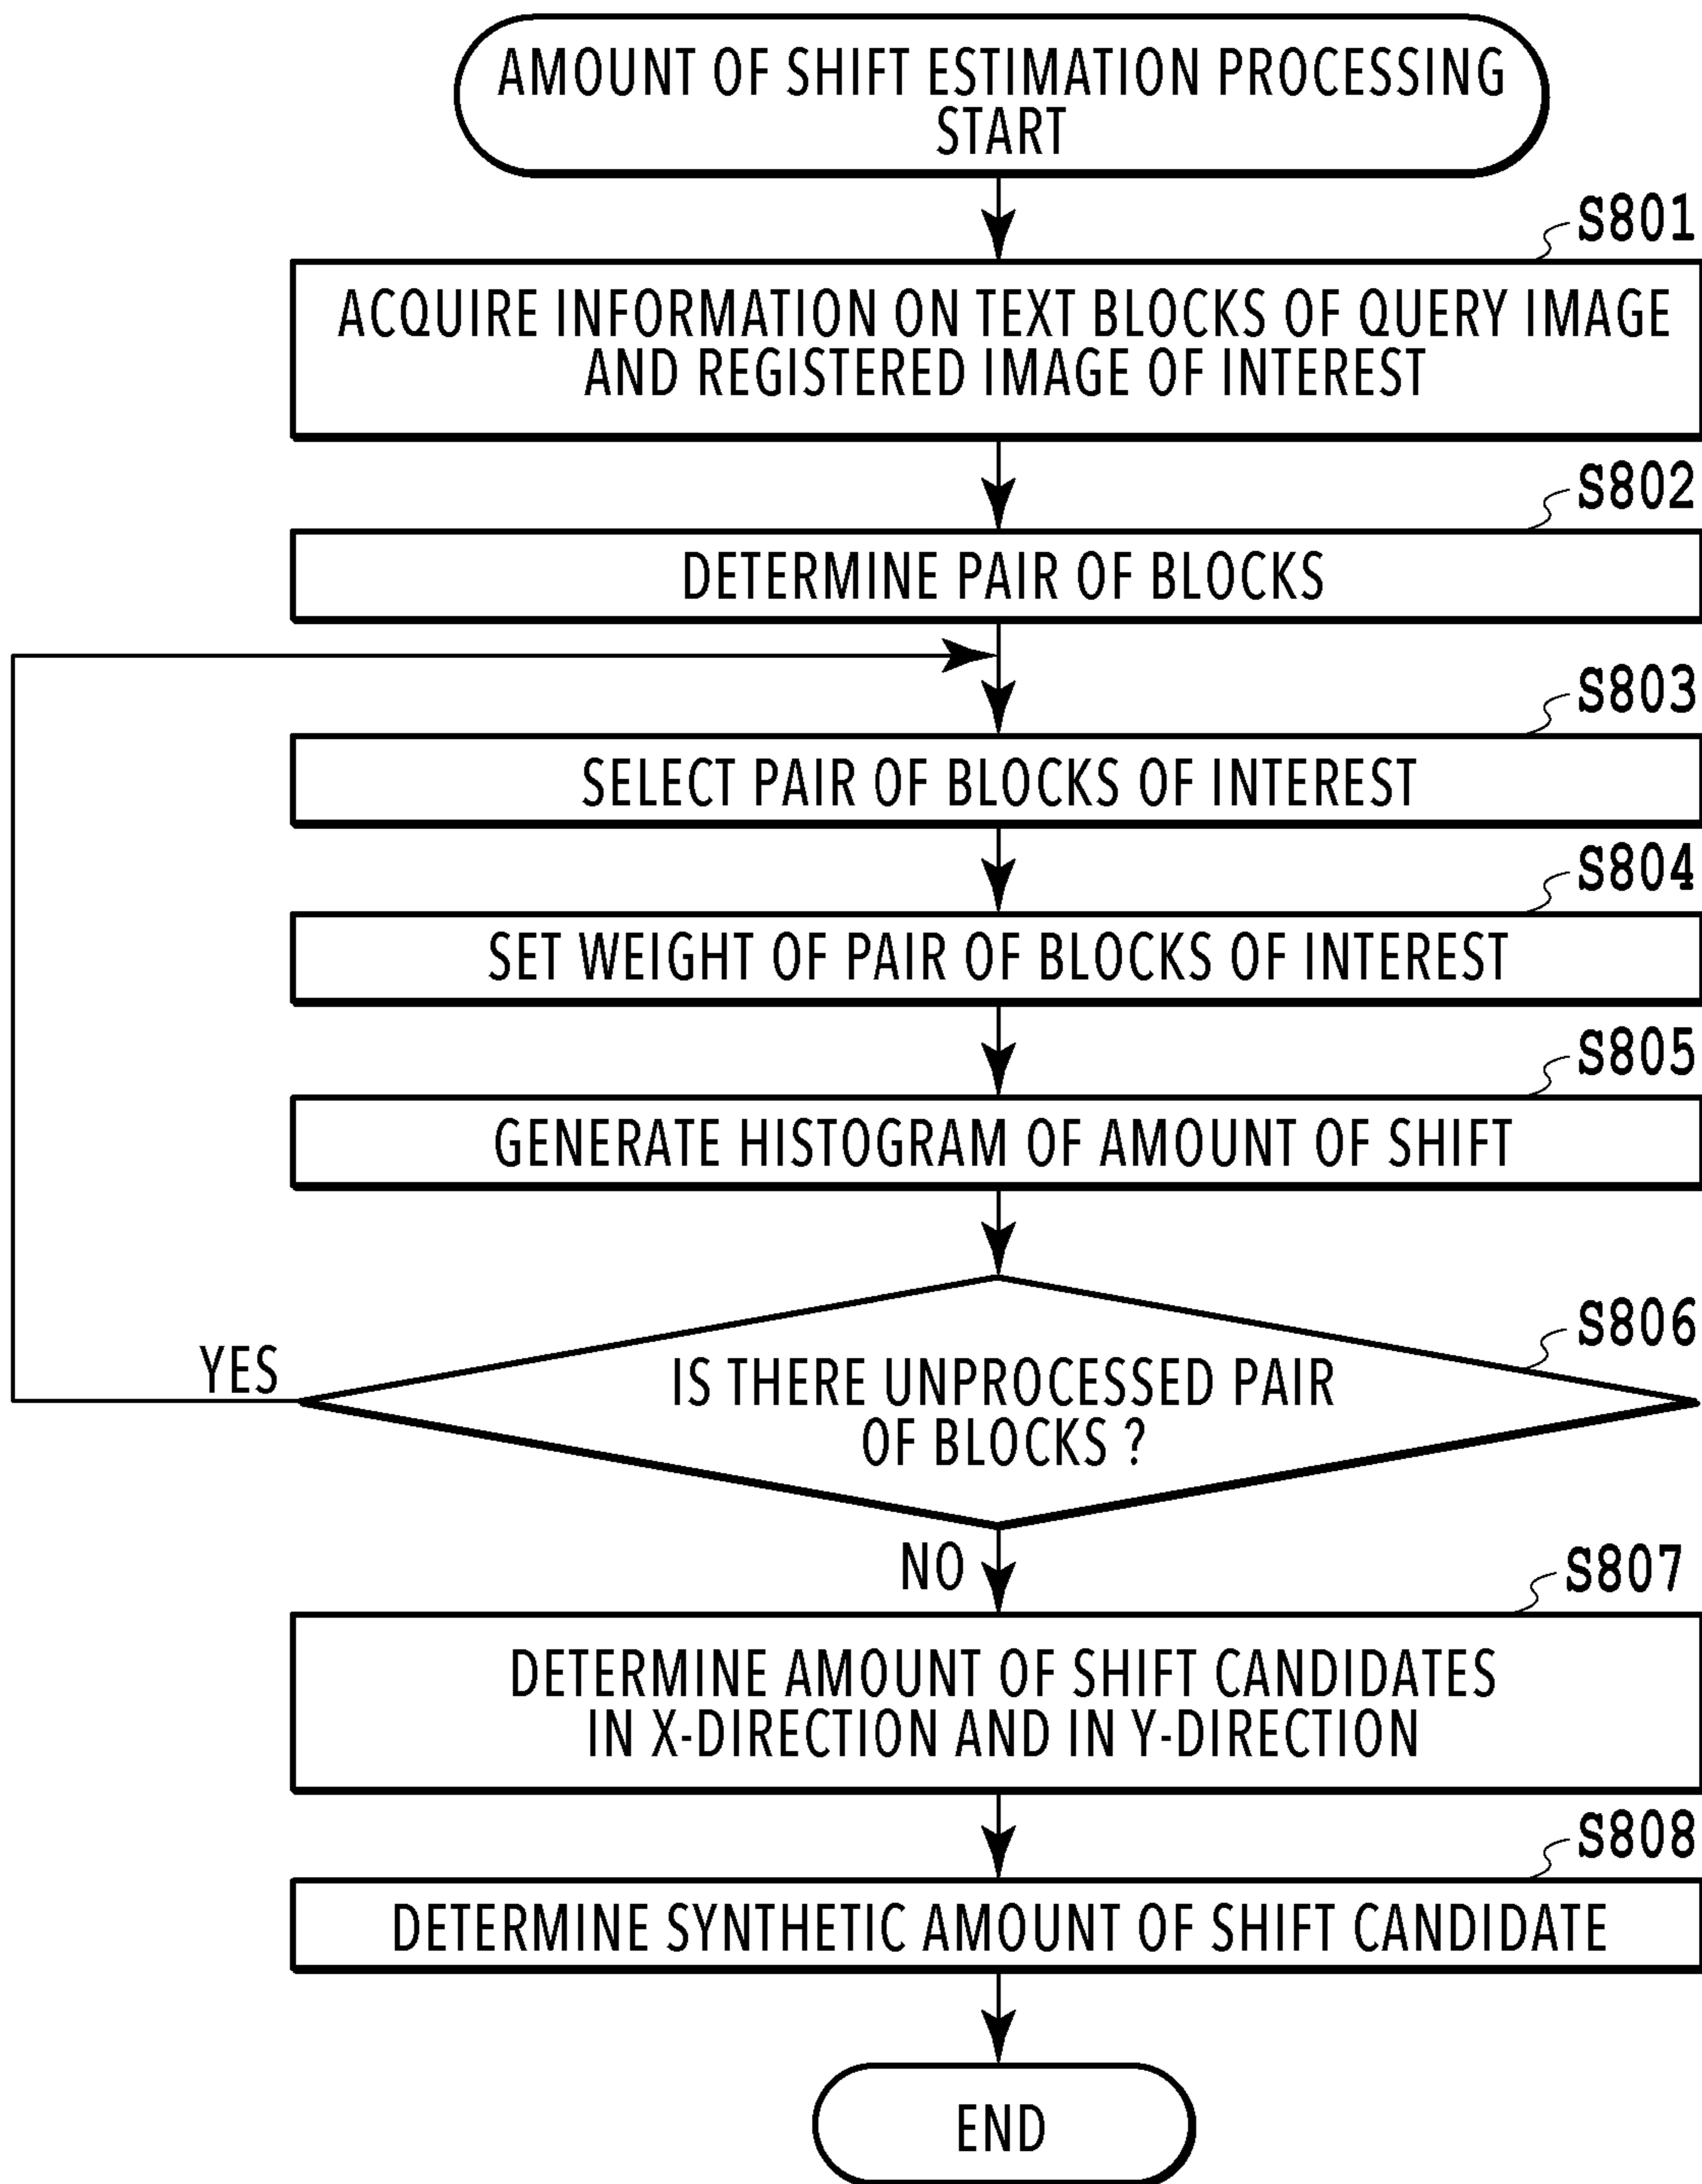 AMOUNT OF SHIFT ESTIMATION PROCESSING
START
S801
ACQUIRE INFORMATION ON TEXT BLOCKS OF QUERY IMAGE
AND REGISTERED IMAGE OF INTEREST
S802
DETERMINE PAIR OF BLOCKS
S803
SELECT PAIR OF BLOCKS OF INTEREST
S804
SET WEIGHT OF PAIR OF BLOCKS OF INTEREST
S805
GENERATE HISTOGRAM OF AMOUNT OF SHIFT
S806
YES
IS THERE UNPROCESSED PAIR
OF BLOCKS ?
NO
S807
DETERMINE AMOUNT OF SHIFT CANDIDATES
IN X-DIRECTION AND IN Y-DIRECTION
S808
DETERMINE SYNTHETIC AMOUNT OF SHIFT CANDIDATE
END